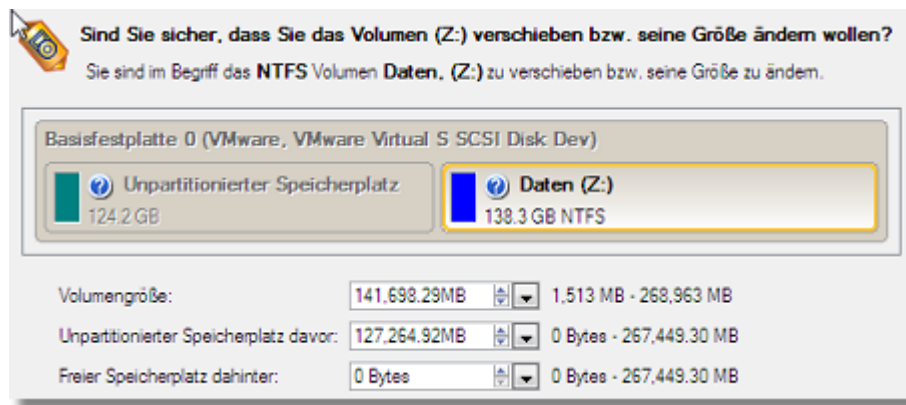 Sind Sie sicher, dass Sie das Volumen (Z:) verschieben bzw. seine Größe ändern wollen?
Sie sind im Begriff das NTFS Volumen Daten, (Z:) zu verschieben bzw. seine Größe zu ändern.
Basisfestplatte 0 (VMware, VMware Virtual S SCSI Disk Dev)
Unpartitionierter Speicherplatz
124.2 GB
Daten (Z:)
138.3 GB NTFS
Volumengröße: 141,698.29MB 1,513 MB - 268,963 MB
Unpartitionierter Speicherplatz davor: 127,264.92MB 0 Bytes - 267,449.30 MB
Freier Speicherplatz dahinter: 0 Bytes 0 Bytes - 267,449.30 MB